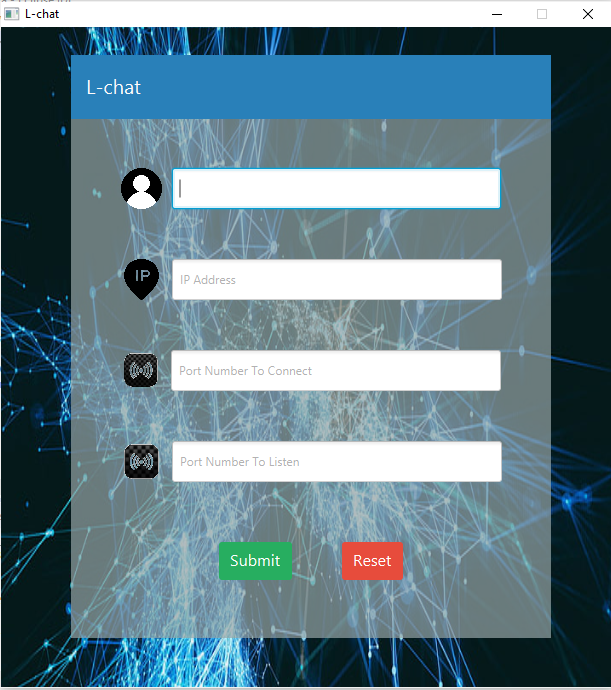 L-chat
L-chat
IP
IP Address
Port Number To Connect
Port Number To Listen
Submit
Reset